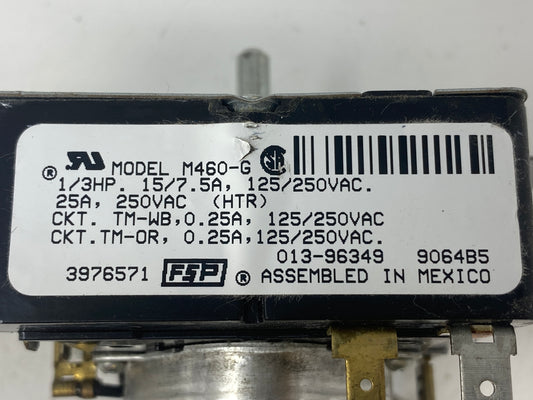 MODEL M460-G
1/3HP. 15/7.5A, 125/250VAC.
25A, 250VAC (HTR)
CKT. TM-WB,0.25A, 125/250VAC
CKT.TM-OR, 0.25A,125/250VAC.
013-96349 9064B5
3976571 FSP ® ASSEMBLED IN MEXICO